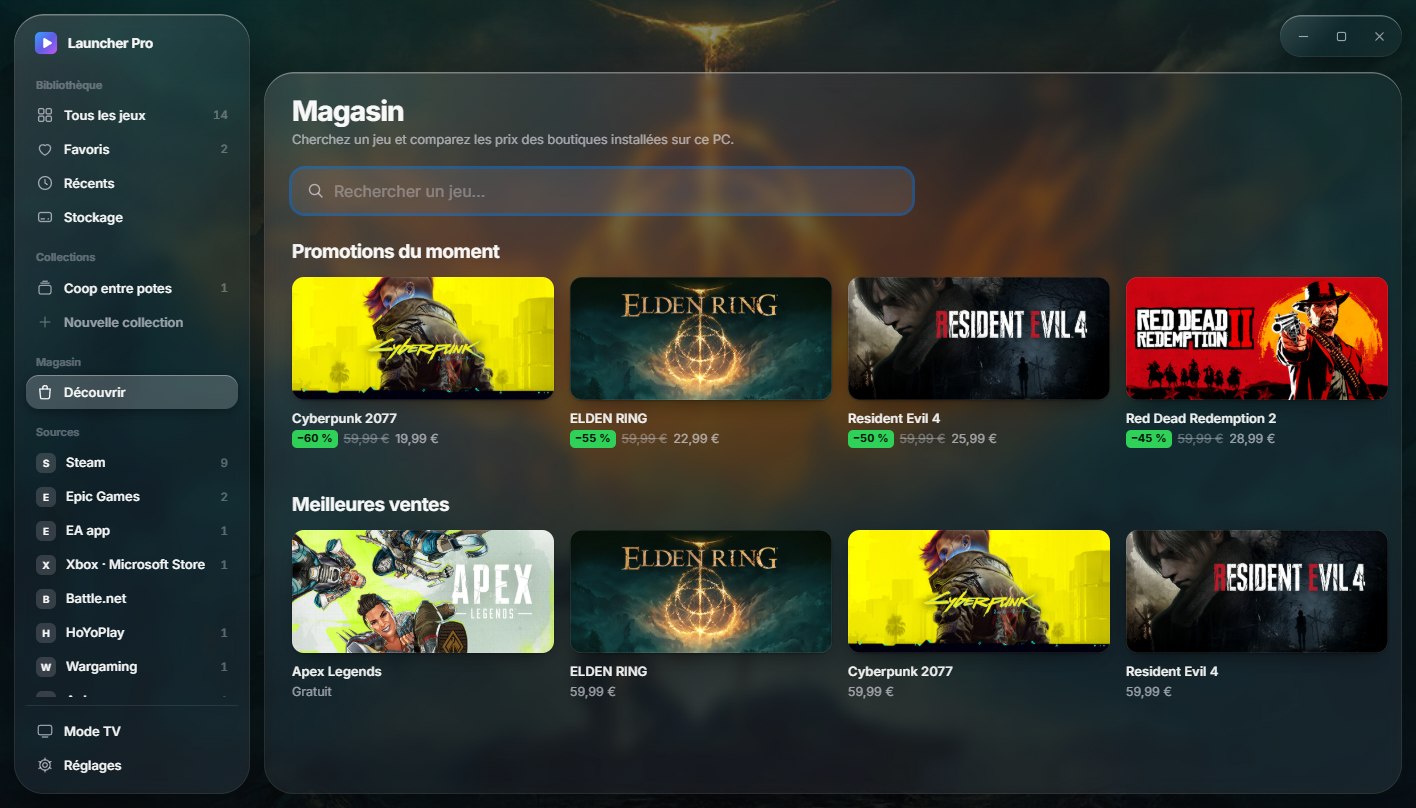 Launcher Pro
Bibliothèque
Tous les jeux 14
Favoris 2
Récents
Stockage
Collections
Coop entre potes 1
Nouvelle collection
Magasin
Découvrir
Sources
S Steam 9
E Epic Games 2
E EA app 1
X Xbox · Microsoft Store 1
B Battle.net
H HoYoPlay 1
W Wargaming 1
Mode TV
Réglages
Magasin
Cherchez un jeu et comparez les prix des boutiques installées sur ce PC.
Rechercher un jeu...
Promotions du moment
CYBERPUNK
ELDEN RING
RESIDENT EVIL 4
RED DEAD
REDEMPTION II
Cyberpunk 2077
−60 % 59,99 € 19,99 €
ELDEN RING
−55 % 59,99 € 22,99 €
Resident Evil 4
−50 % 59,99 € 25,99 €
Red Dead Redemption 2
−45 % 59,99 € 28,99 €
Meilleures ventes
APEX
LEGENDS
ELDEN RING
CYBERPUNK
RESIDENT EVIL 4
Apex Legends
Gratuit
ELDEN RING
59,99 €
Cyberpunk 2077
59,99 €
Resident Evil 4
59,99 €